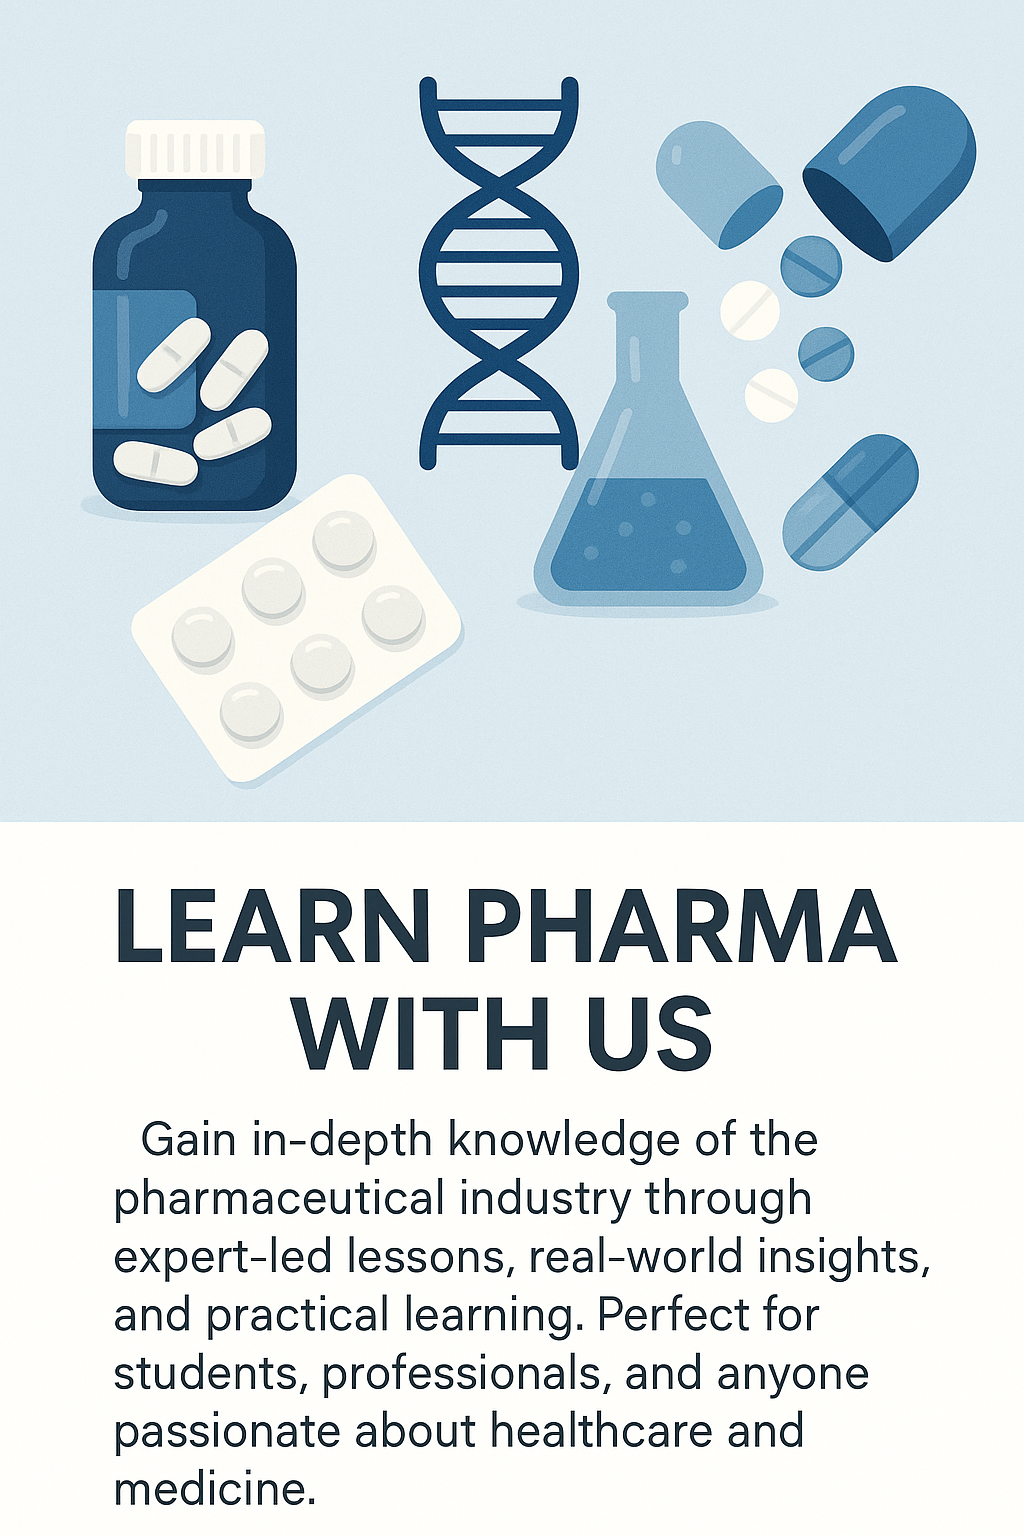 LEARN PHARMA
WITH US
Gain in-depth knowledge of the
pharmaceutical industry through
expert-led lessons, real-world insights,
and practical learning. Perfect for
students, professionals, and anyone
passionate about healthcare and
medicine.